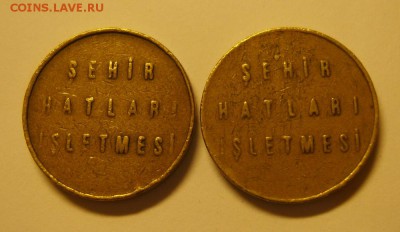 COINS.LAVE.RU
ŞEHİR
HATLARI
İŞLETMESİ
ŞEHİR
HATLARI
İŞLETMESİ